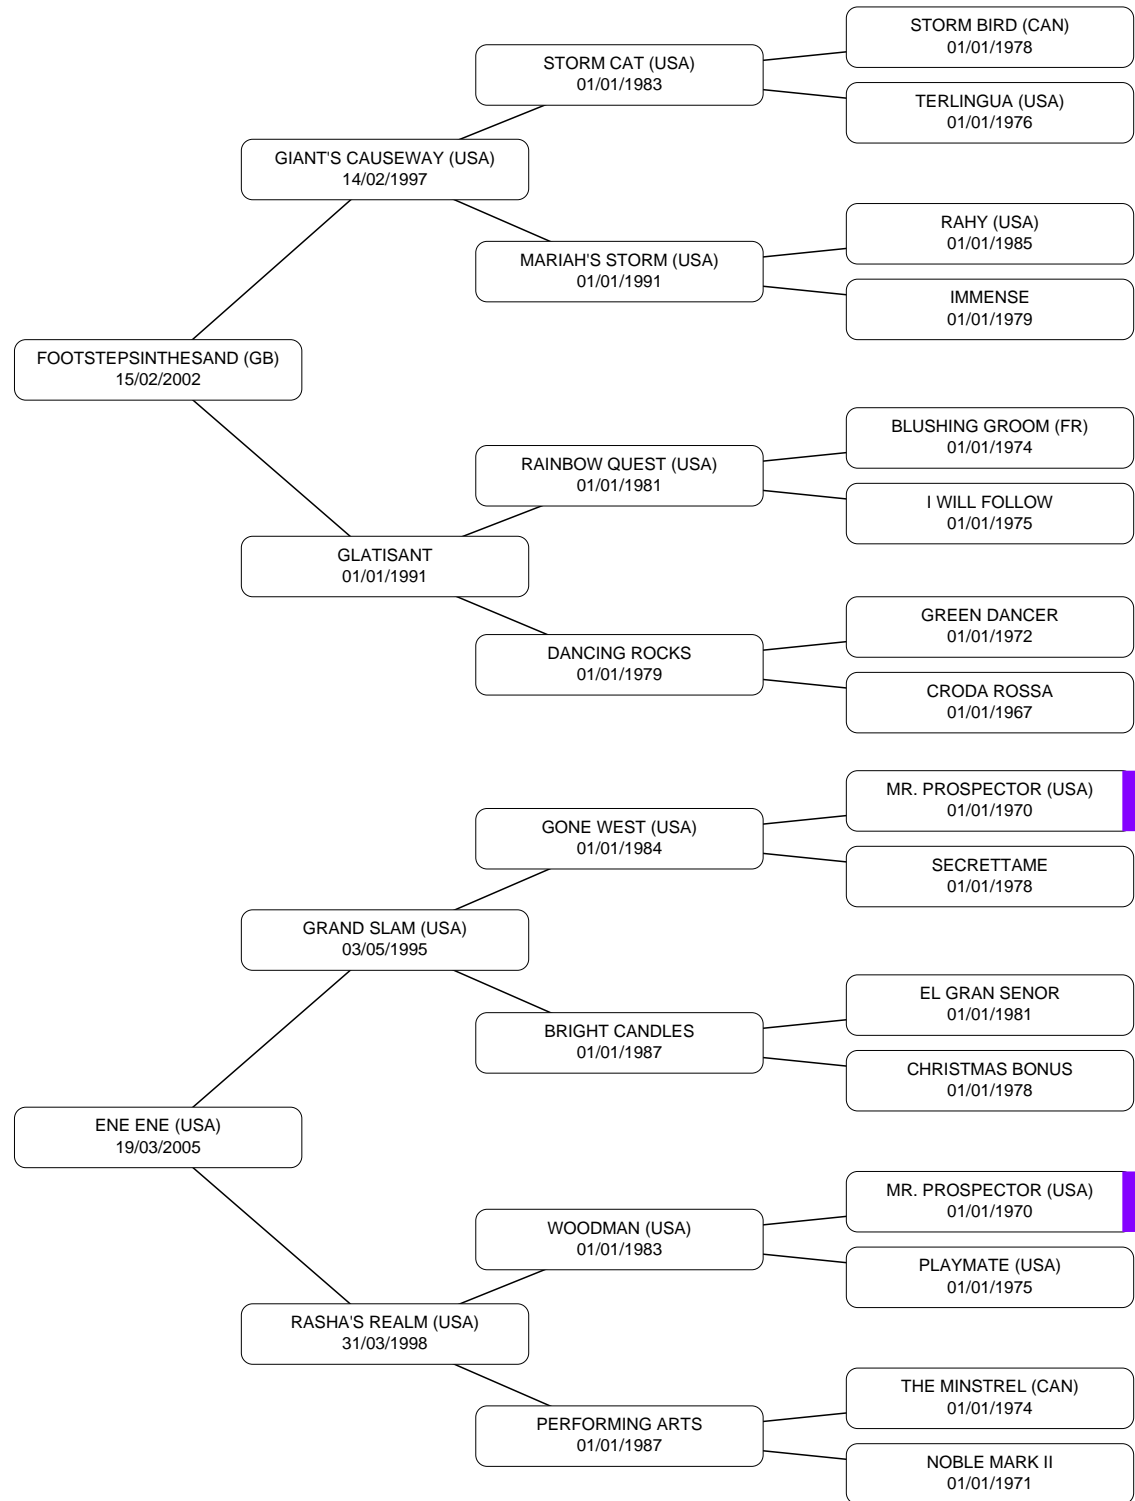 STORM BIRD (CAN)
01/01/1978
STORM CAT (USA)
01/01/1983
TERLINGUA (USA)
01/01/1976
GIANT'S CAUSEWAY (USA)
14/02/1997
RAHY (USA)
01/01/1985
MARIAH'S STORM (USA)
01/01/1991
IMMENSE
01/01/1979
FOOTSTEPSINTHESAND (GB)
15/02/2002
BLUSHING GROOM (FR)
01/01/1974
RAINBOW QUEST (USA)
01/01/1981
I WILL FOLLOW
01/01/1975
GLATISANT
01/01/1991
GREEN DANCER
01/01/1972
DANCING ROCKS
01/01/1979
CRODA ROSSA
01/01/1967
MR. PROSPECTOR (USA)
01/01/1970
GONE WEST (USA)
01/01/1984
SECRETTAME
01/01/1978
GRAND SLAM (USA)
03/05/1995
EL GRAN SENOR
01/01/1981
BRIGHT CANDLES
01/01/1987
CHRISTMAS BONUS
01/01/1978
ENE ENE (USA)
19/03/2005
MR. PROSPECTOR (USA)
01/01/1970
WOODMAN (USA)
01/01/1983
PLAYMATE (USA)
01/01/1975
RASHA'S REALM (USA)
31/03/1998
THE MINSTREL (CAN)
01/01/1974
PERFORMING ARTS
01/01/1987
NOBLE MARK II
01/01/1971